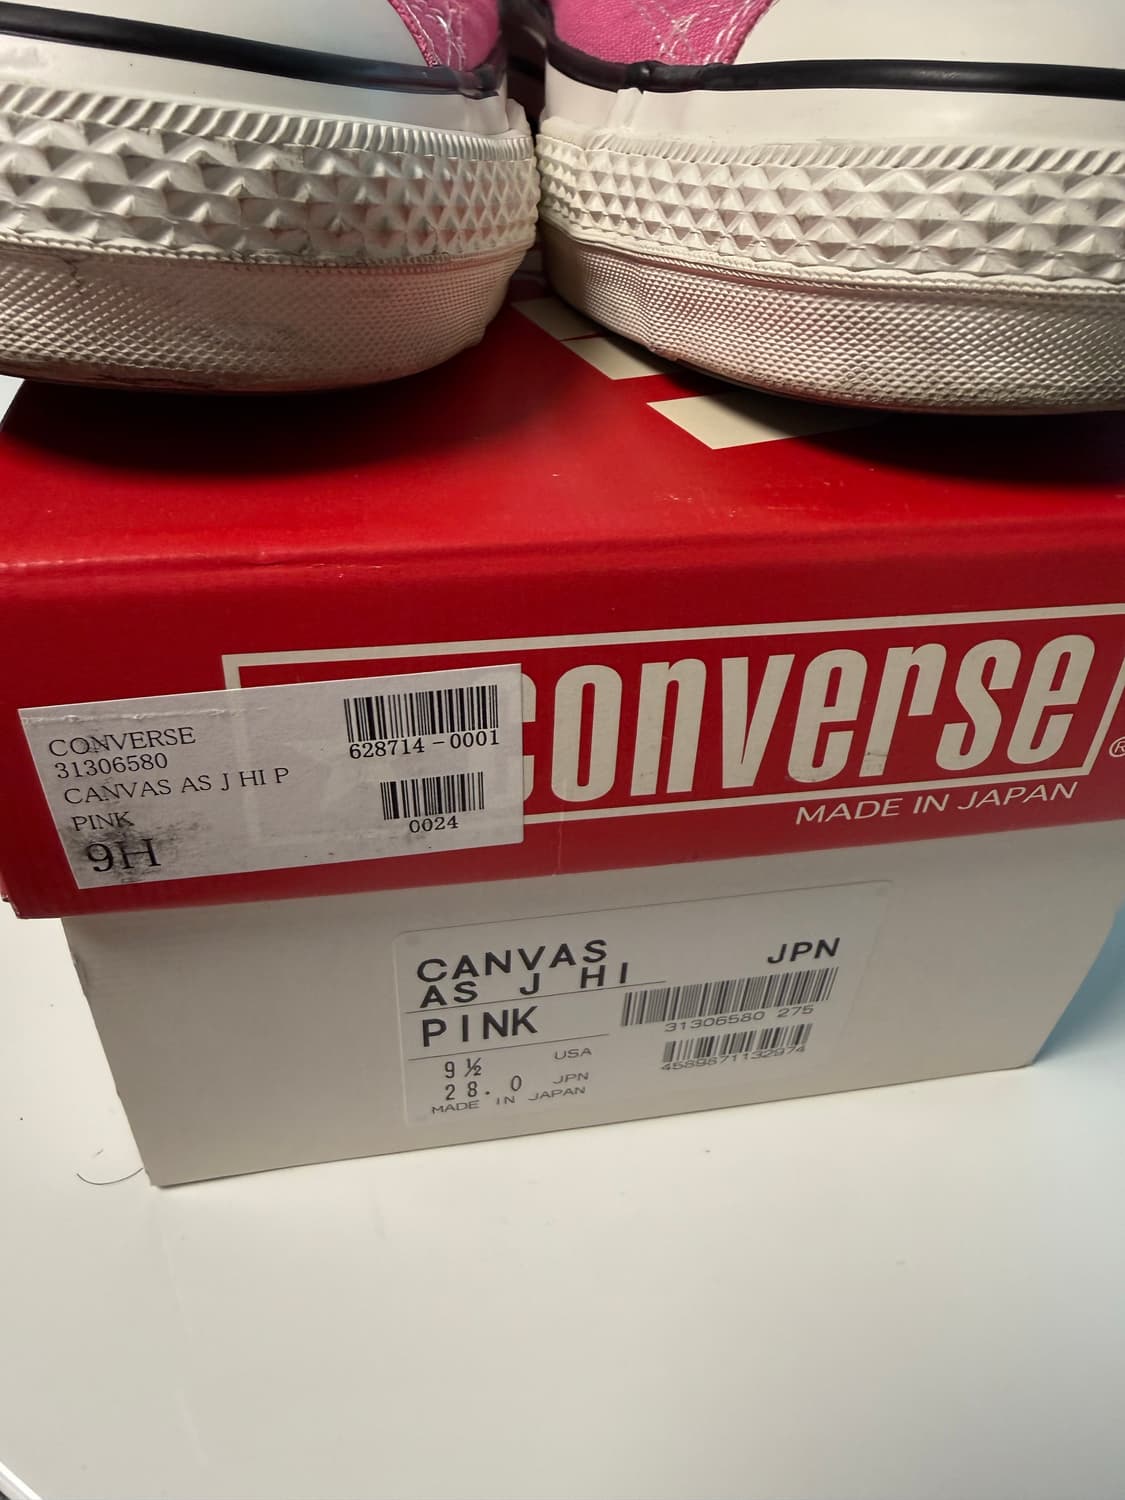 converse
®
MADE IN JAPAN
CONVERSE
31306580
CANVAS AS J HI P
PINK
9H
628714-0001
0024
CANVAS
AS J HI
JPN
PINK
31306580 275
9½ USA
28.0 JPN
MADE IN JAPAN
4589871132974